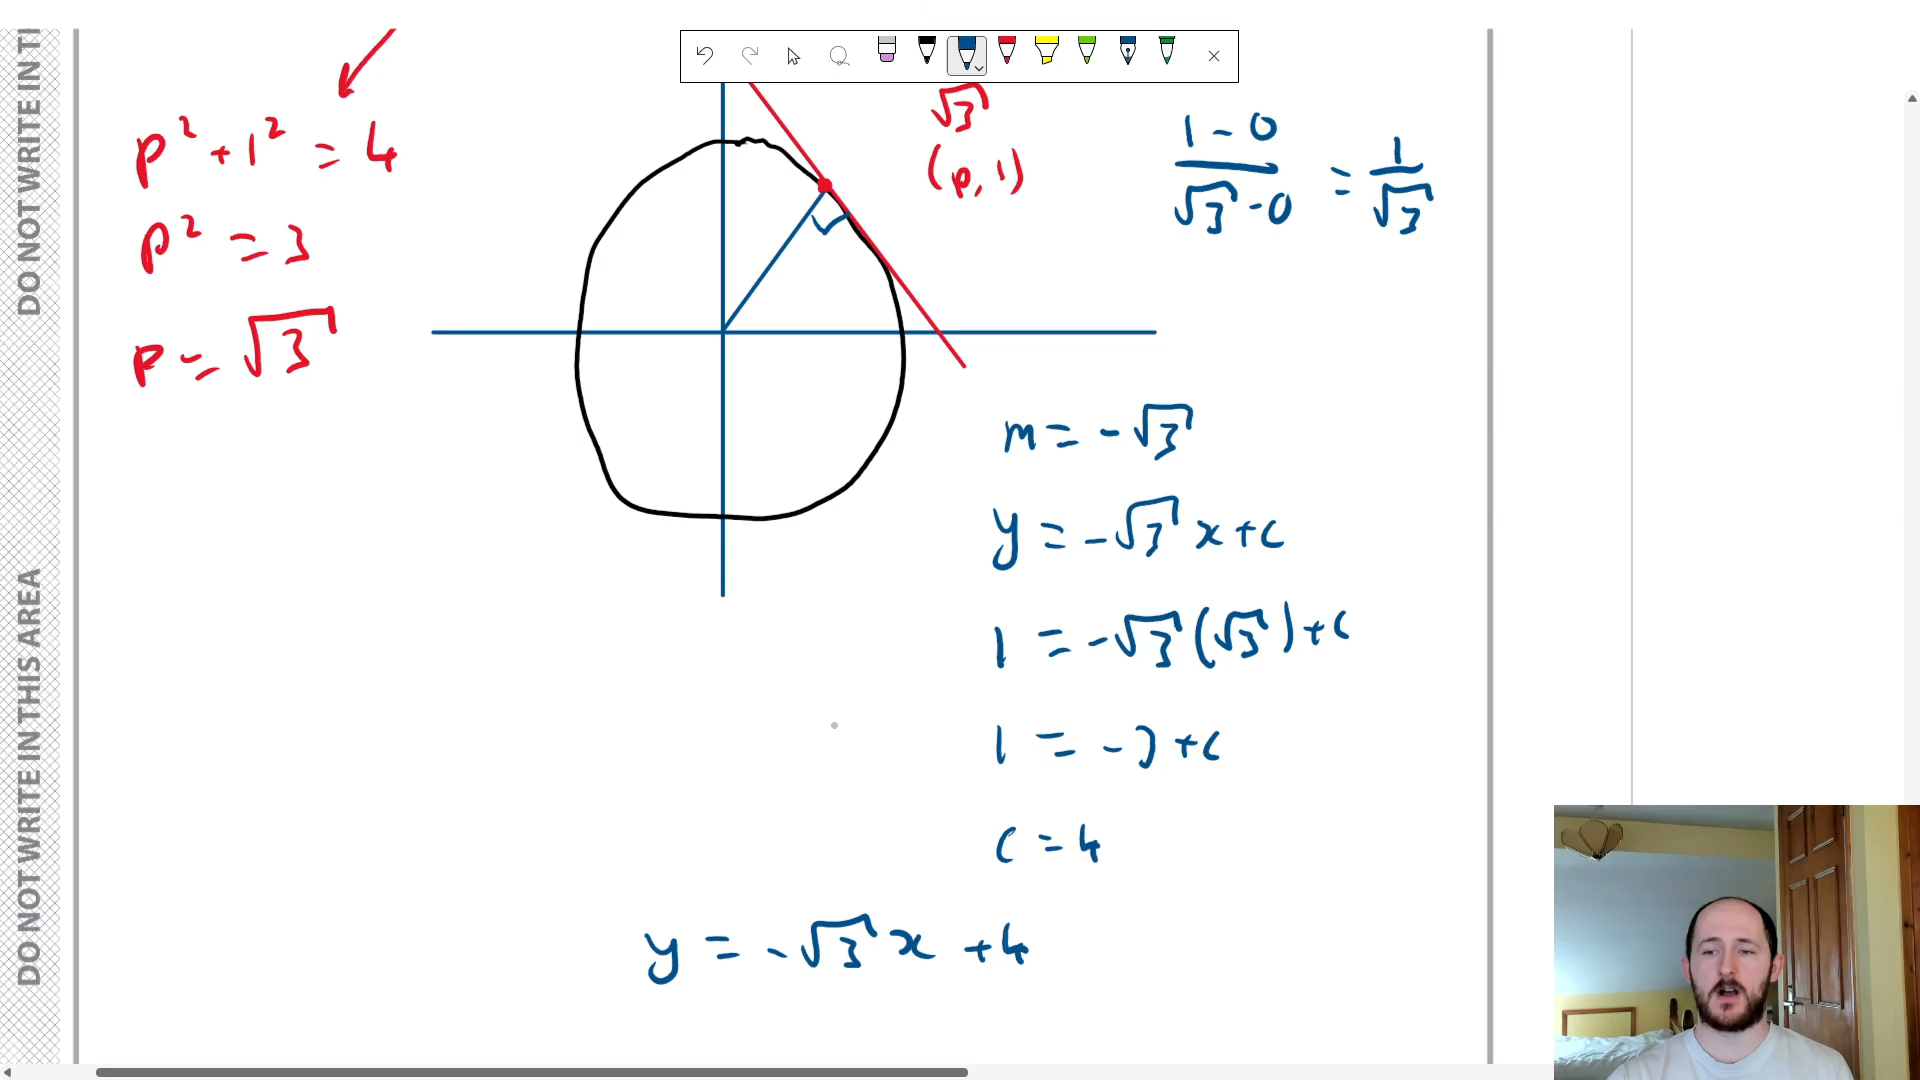 DO NOT WRITE IN TI
DO NOT WRITE IN THIS AREA
p² + 1² = 4
p² = 3
p = √3
√3
(p, 1)
1 - 0
√3 - 0
=
1
√3
m = -√3
y = -√3 x + c
1 = -√3 (√3) + c
1 = -3 + c
c = 4
y = -√3 x + 4